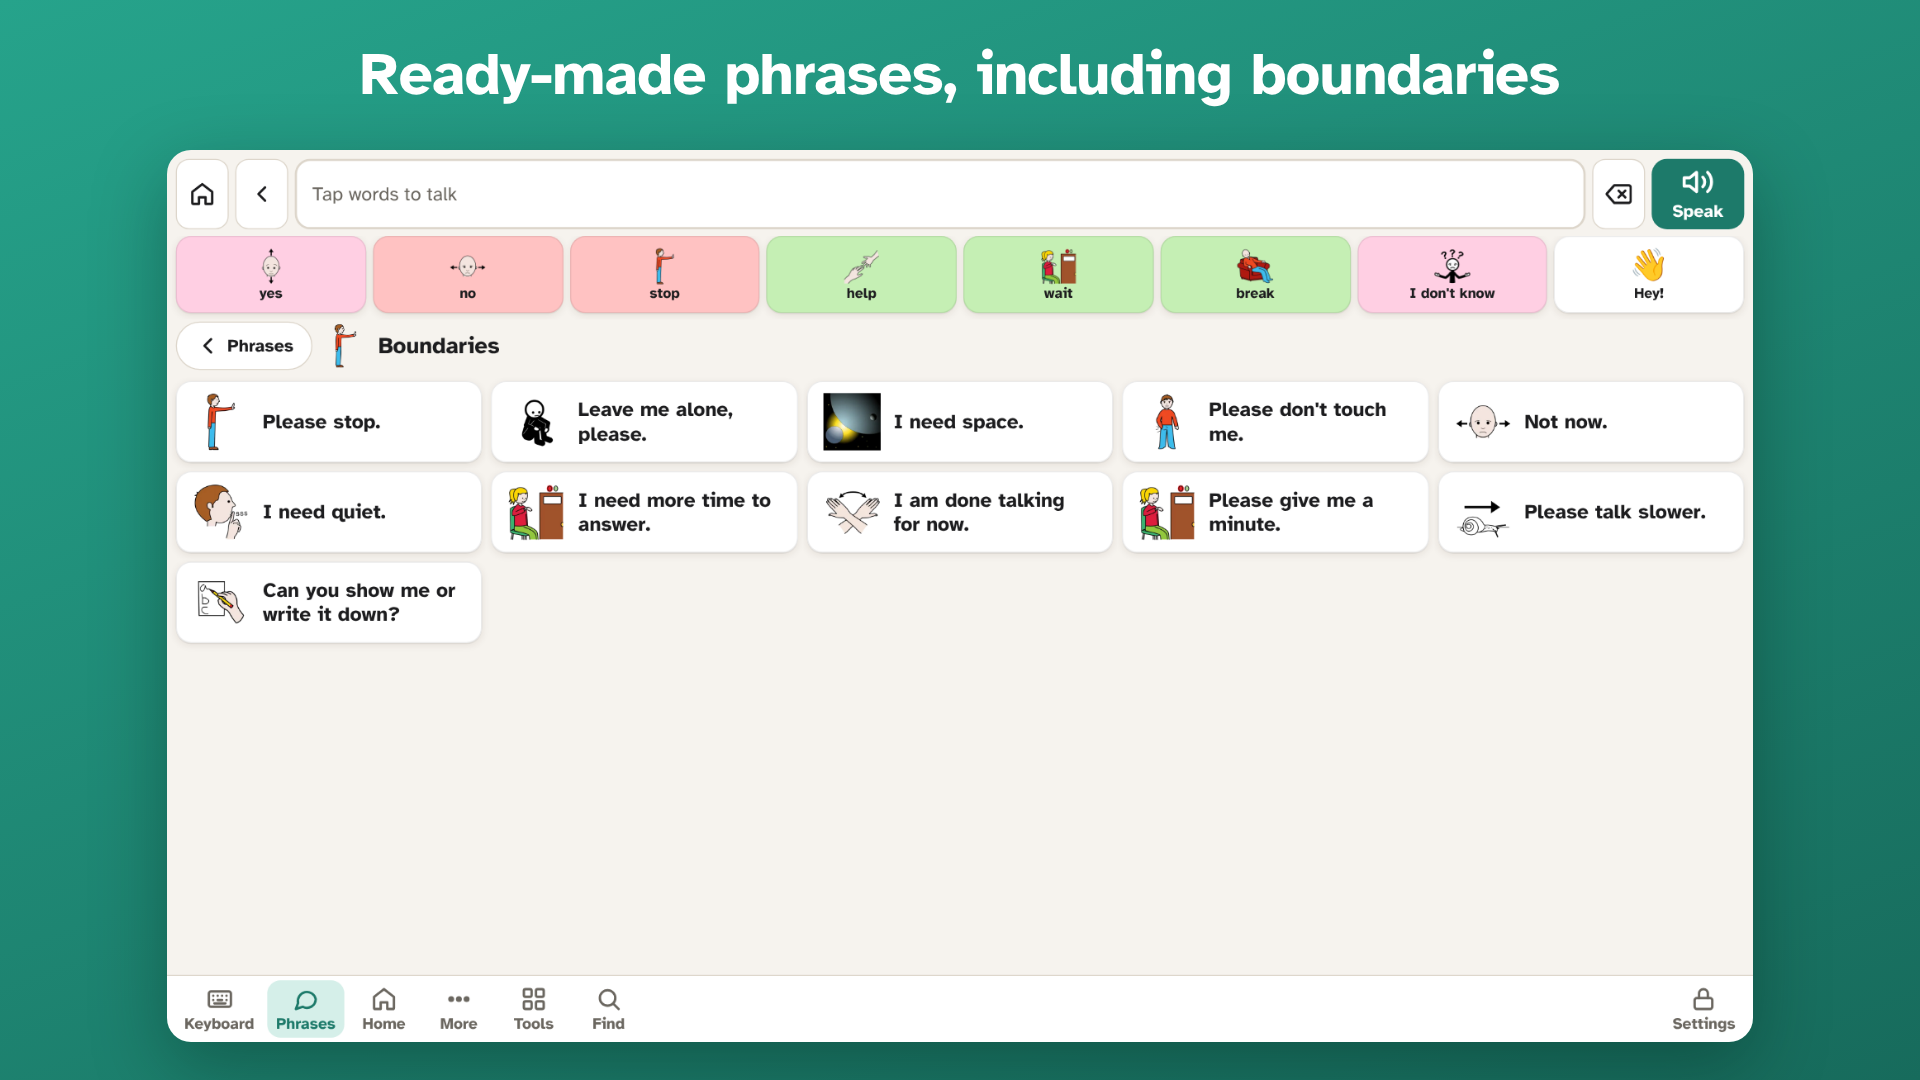 Ready-made phrases, including boundaries
Tap words to talk
Speak
yes
no
stop
help
wait
break
I don't know
Hey!
Phrases
Boundaries
Please stop.
Leave me alone,
please.
I need space.
Please don't touch
me.
Not now.
I need quiet.
I need more time to
answer.
I am done talking
for now.
Please give me a
minute.
Please talk slower.
Can you show me or
write it down?
Keyboard
Phrases
Home
More
Tools
Find
Settings